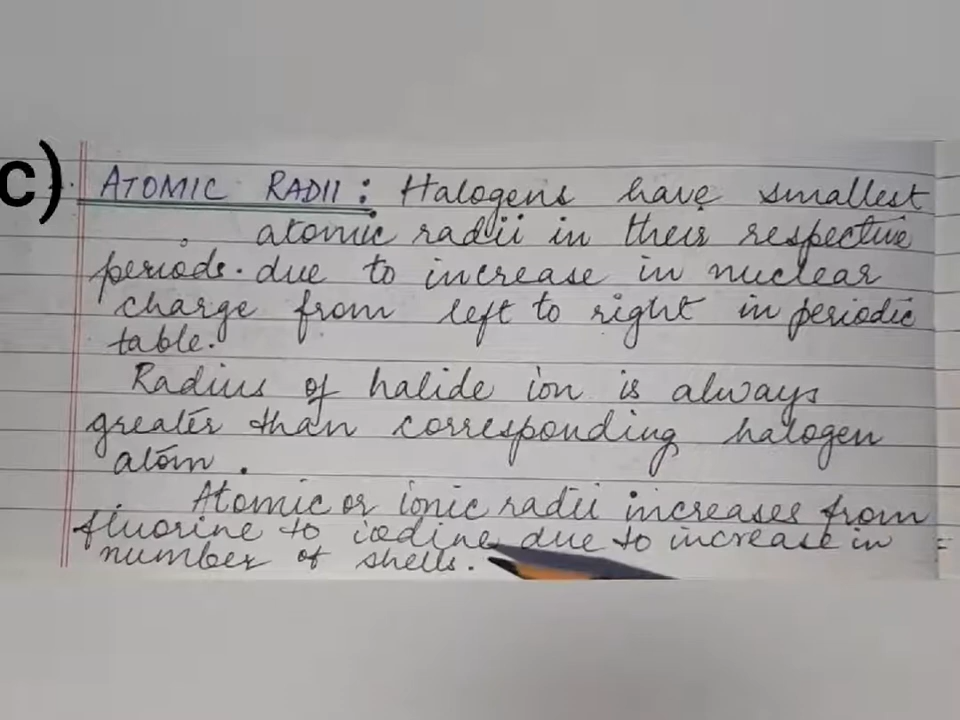 c) ATOMIC RADII : Halogens have smallest
atomic radii in their respective
periods. due to increase in nuclear
charge from left to right in periodic
table.
Radius of halide ion is always
greater than corresponding halogen
atom.
Atomic or ionic radii increases from
fluorine to iodine due to increase in
number of shells.